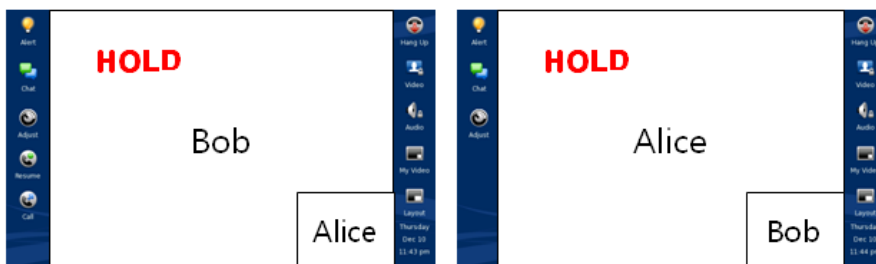 Alert
Chat
Adjust
Resume
Call
HOLD
Bob
Alice
Hang Up
Video
Audio
My Video
Layout
Thursday
Dec 10
11:43 pm
Alert
Chat
Adjust
HOLD
Alice
Bob
Hang Up
Video
Audio
My Video
Layout
Thursday
Dec 10
11:44 pm